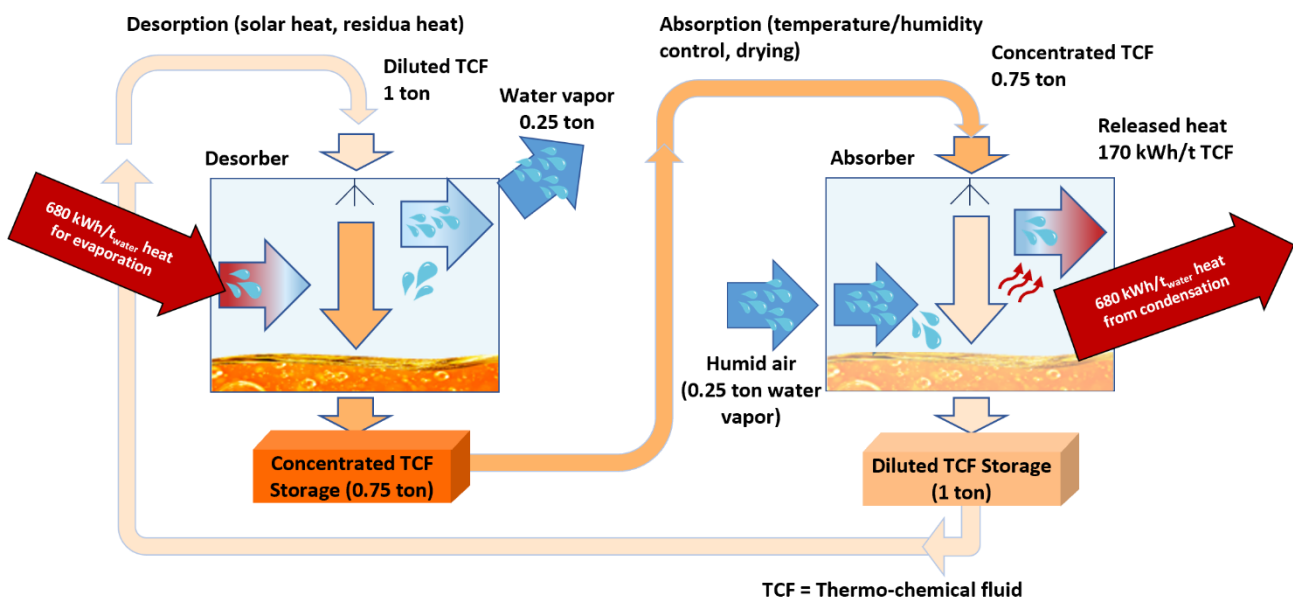 Desorption (solar heat, residua heat)
Diluted TCF
1 ton
Water vapor
0.25 ton
Desorber
680 kWh/twater heat
for evaporation
Concentrated TCF
Storage (0.75 ton)
Absorption (temperature/humidity
control, drying)
Concentrated TCF
0.75 ton
Released heat
170 kWh/t TCF
Absorber
680 kWh/twater heat
from condensation
Humid air
(0.25 ton water
vapor)
Diluted TCF Storage
(1 ton)
TCF = Thermo-chemical fluid